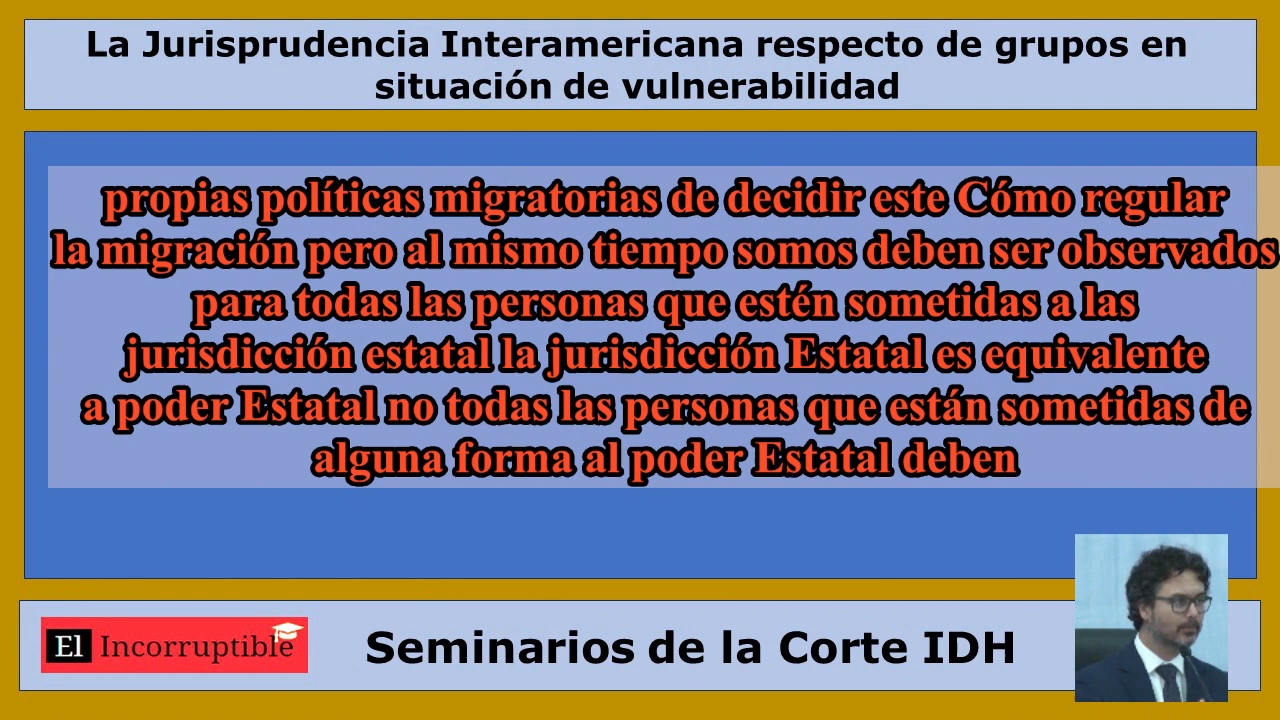 La Jurisprudencia Interamericana respecto de grupos en
situación de vulnerabilidad
propias políticas migratorias de decidir este Cómo regular
la migración pero al mismo tiempo somos deben ser observados
para todas las personas que estén sometidas a las
jurisdicción estatal la jurisdicción Estatal es equivalente
a poder Estatal no todas las personas que están sometidas de
alguna forma al poder Estatal deben
El Incorruptible
Seminarios de la Corte IDH